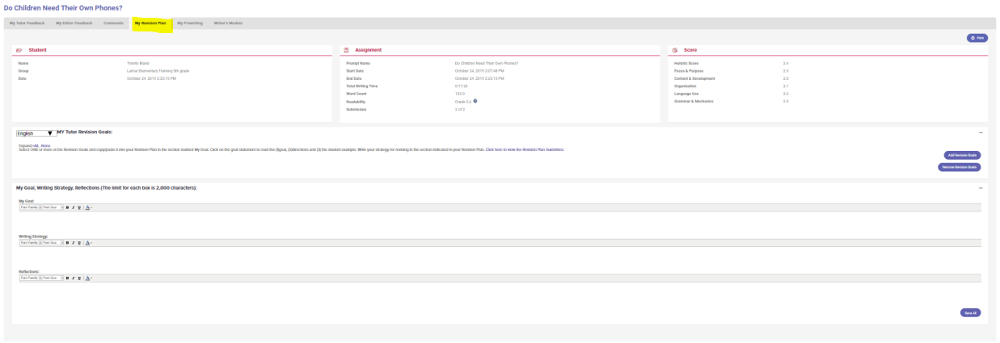 Do Children Need Their Own Phones?
My Tutor Feedback My Editor Feedback Comments My Revision Plan My Prewriting Writer's Models
Print
Student
Name Trinity Bland
Group Lamar Elementary Training 5th grade
Date October 24, 2019 2:25:15 PM
Assignment
Prompt Name Do Children Need Their Own Phones?
Start Date October 24, 2019 2:07:48 PM
End Date October 24, 2019 2:25:15 PM
Total Writing Time 0:17:23
Word Count 132.0
Readability Grade 5.6
Submission 2 of 2
Score
Holistic Score 2.4
Focus & Purpose 2.3
Content & Development 2.0
Organization 2.1
Language Use 2.6
Grammar & Mechanics 2.2
English MY Tutor Revision Goals:
Expand:-All, -None
Select ONE or more of the Revision Goals and copy/paste it into your Revision Plan in the section marked My Goal. Click on the goal statement to read the (1)goal, (2)directions and (3) the student example. Write your strategy for revising in the section indicated in your Revision Plan. Click here to view the Revision Plan Guidelines.
Add Revision Goals
Remove Revision Goals
My Goal, Writing Strategy, Reflections (The limit for each box is 2,000 characters):
My Goal:
Font Family Font Size B I U A
Writing Strategy:
Font Family Font Size B I U A
Reflections:
Font Family Font Size B I U A
Save All